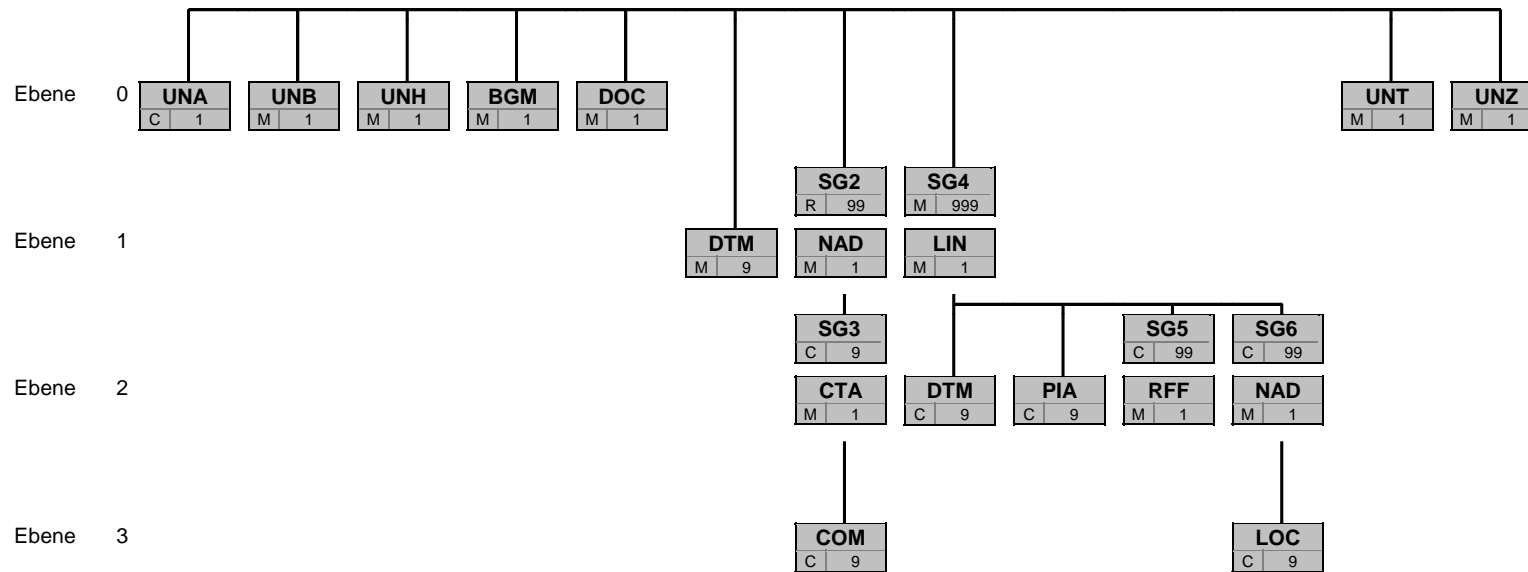 Ebene 0 UNA UNB UNH BGM DOC UNT UNZ
C 1 M 1 M 1 M 1 M 1 M 1 M 1
SG2 SG4
R 99 M 999
Ebene 1 DTM NAD LIN
M 9 M 1 M 1
SG3 SG5 SG6
C 9 C 99 C 99
Ebene 2 CTA DTM PIA RFF NAD
M 1 C 9 C 9 M 1 M 1
Ebene 3 COM LOC
C 9 C 9